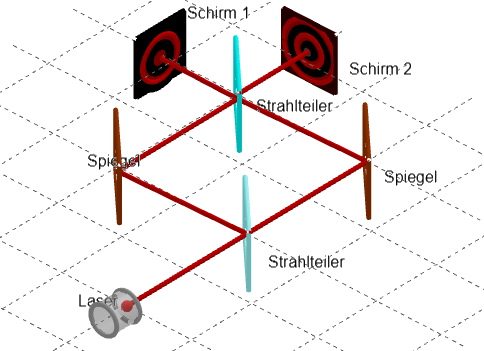 Schirm 1
Schirm 2
Strahlteiler
Spiegel
Spiegel
Strahlteiler
Laser